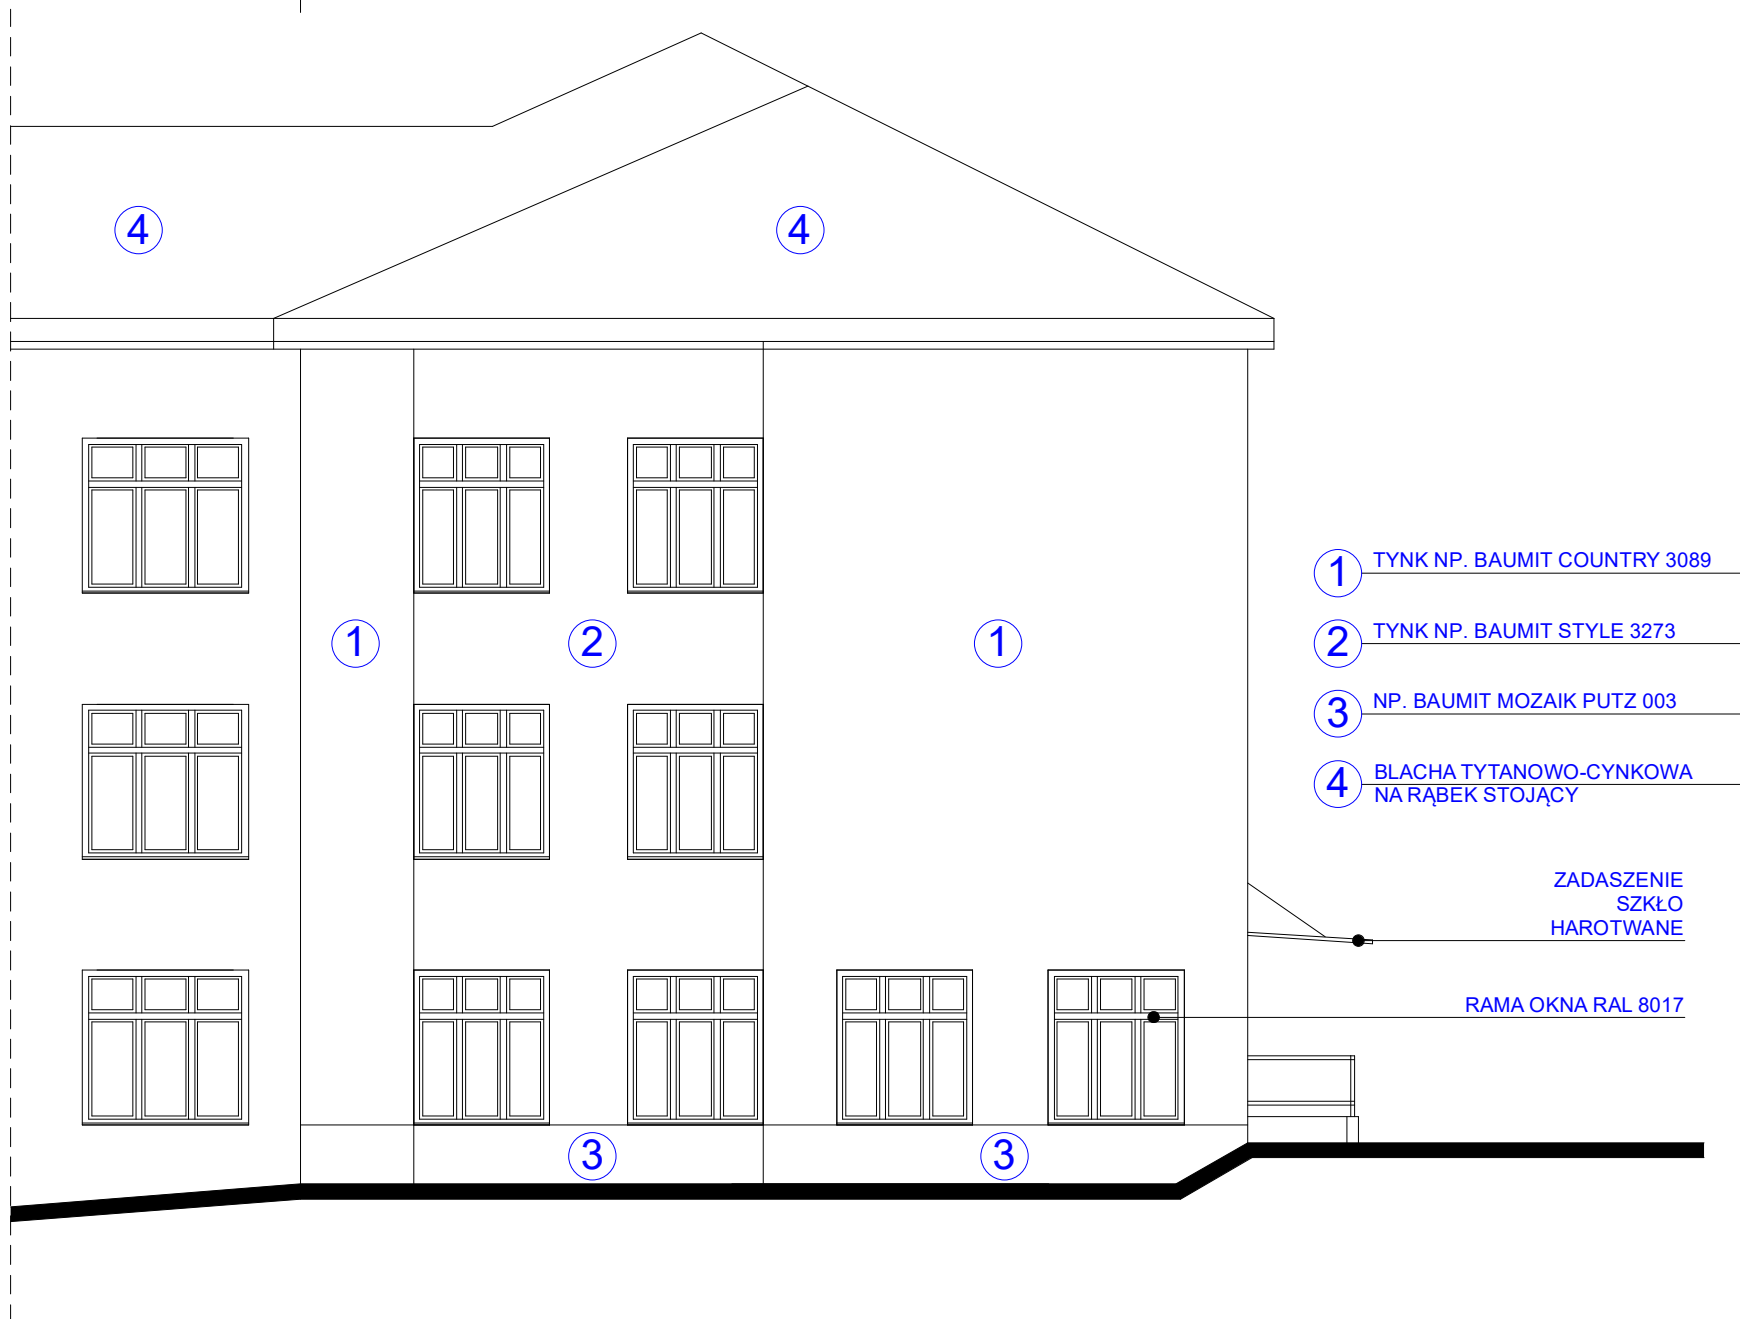 4
4
1
2
1
3
3
1 TYNK NP. BAUMIT COUNTRY 3089
2 TYNK NP. BAUMIT STYLE 3273
3 NP. BAUMIT MOZAIK PUTZ 003
4 BLACHA TYTANOWO-CYNKOWA
NA RĄBEK STOJĄCY
ZADASZENIE
SZKŁO
HAROTWANE
RAMA OKNA RAL 8017